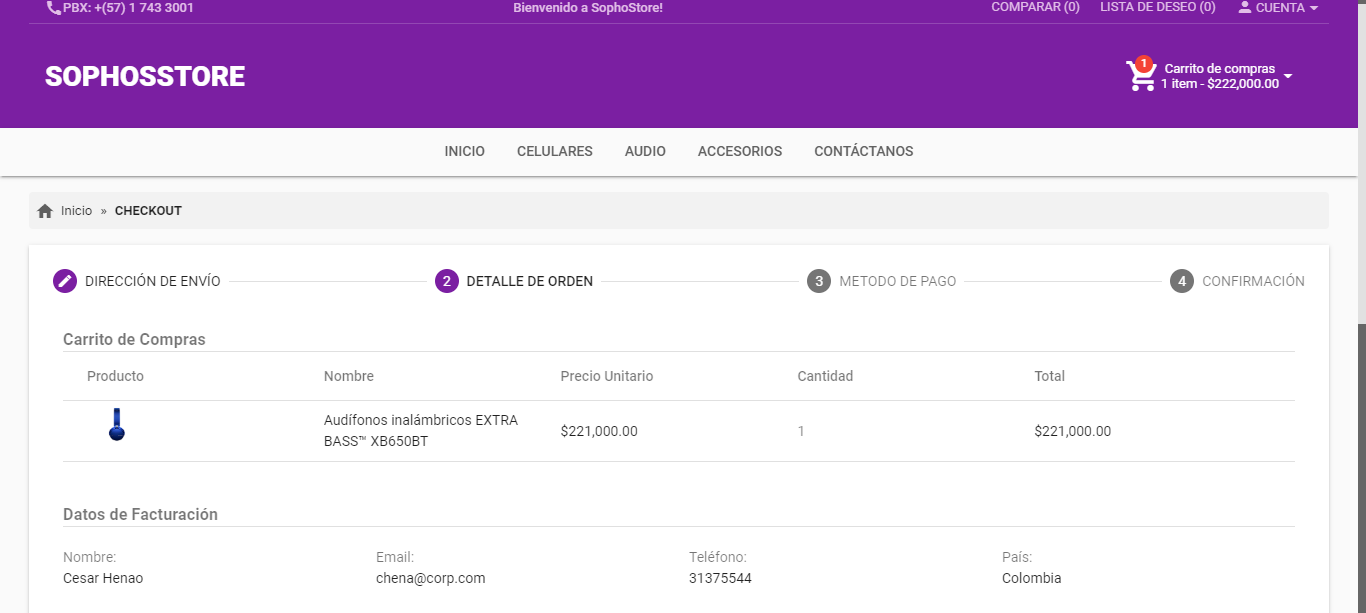 PBX: +(57) 1 743 3001
Bienvenido a SophoStore!
COMPARAR (0)
LISTA DE DESEO (0)
CUENTA
SOPHOSSTORE
1
Carrito de compras
1 item - $222,000.00
INICIO
CELULARES
AUDIO
ACCESORIOS
CONTÁCTANOS
Inicio » CHECKOUT
DIRECCIÓN DE ENVÍO
2 DETALLE DE ORDEN
3 METODO DE PAGO
4 CONFIRMACIÓN
Carrito de Compras
Producto
Nombre
Precio Unitario
Cantidad
Total
Audífonos inalámbricos EXTRA
BASS™ XB650BT
$221,000.00
1
$221,000.00
Datos de Facturación
Nombre:
Cesar Henao
Email:
chena@corp.com
Teléfono:
31375544
País:
Colombia